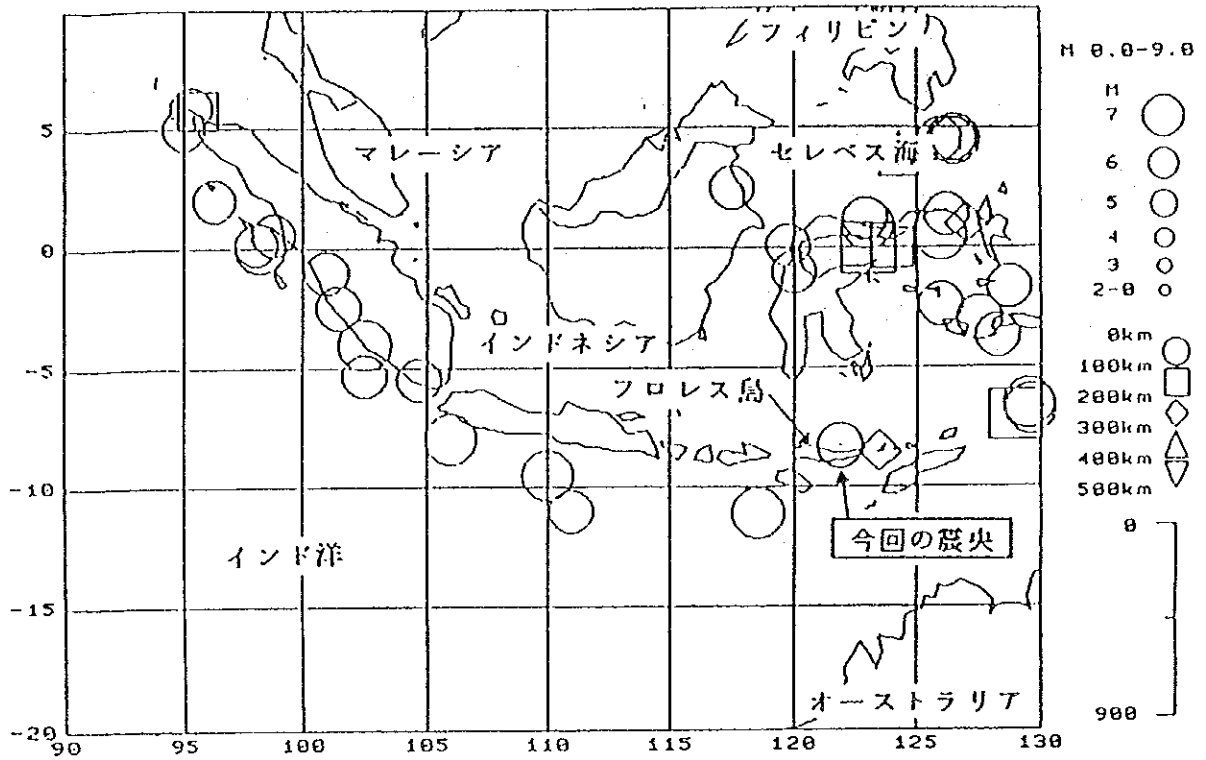 フィリピン
M 0.0-9.0
M
7
6
5
4
3
2-0
5
0
-5
-10
-15
-20
マレーシア
セレベス海
インドネシア
フロレス島
今回の震央
インド洋
オーストラリア
0km
100km
200km
300km
400km
500km
0
900
90
95
100
105
110
115
120
125
130